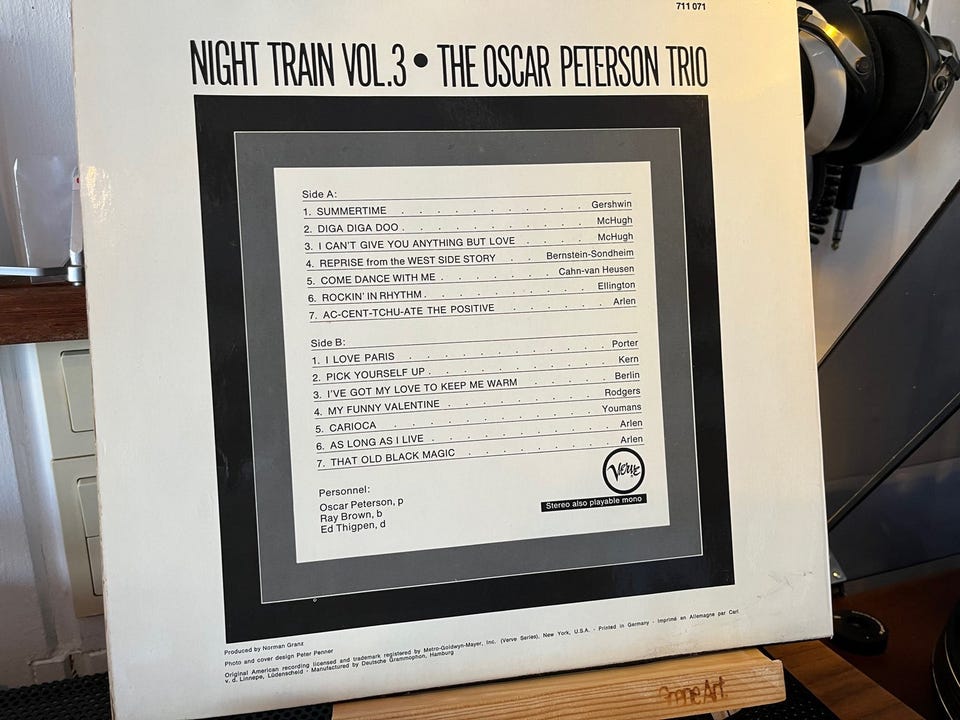 711 071
NIGHT TRAIN VOL.3 • THE OSCAR PETERSON TRIO
Side A:
1. SUMMERTIME . . . . . . . . . . . Gershwin
2. DIGA DIGA DOO . . . . . . . . . . McHugh
3. I CAN'T GIVE YOU ANYTHING BUT LOVE . . . . McHugh
4. REPRISE from the WEST SIDE STORY . . Bernstein-Sondheim
5. COME DANCE WITH ME . . . . . . Cahn-van Heusen
6. ROCKIN' IN RHYTHM . . . . . . . . . Ellington
7. AC-CENT-TCHU-ATE THE POSITIVE . . . . . Arlen
Side B:
1. I LOVE PARIS . . . . . . . . . . . Porter
2. PICK YOURSELF UP . . . . . . . . . . Kern
3. I'VE GOT MY LOVE TO KEEP ME WARM . . . . . Berlin
4. MY FUNNY VALENTINE . . . . . . . . Rodgers
5. CARIOCA . . . . . . . . . . . Youmans
6. AS LONG AS I LIVE . . . . . . . . . . Arlen
7. THAT OLD BLACK MAGIC . . . . . . . . Arlen
Verve
Stereo also playable mono
Personnel:
Oscar Peterson, p
Ray Brown, b
Ed Thigpen, d
Produced by Norman Granz
Photo and cover design Peter Penner
Original American recording licensed and trademark registered by Metro-Goldwyn-Mayer, Inc. (Verve Series), New York, U.S.A. · Printed in Germany · Imprimé en Allemagne par Carl
v. d. Linnepe, Lüdenscheid · Manufactured by Deutsche Grammophon, Hamburg